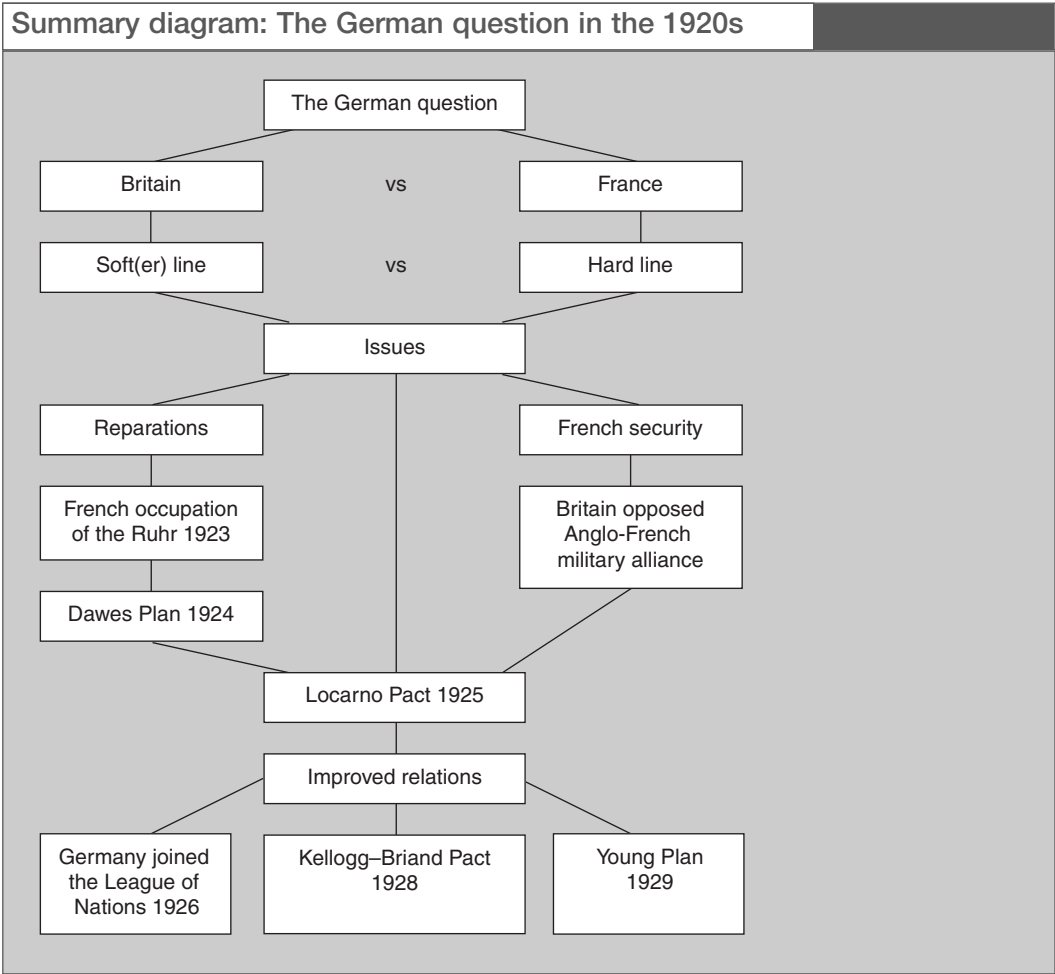 Summary diagram: The German question in the 1920s
The German question
Britain
vs
France
Soft(er) line
vs
Hard line
Issues
Reparations
French security
French occupation
of the Ruhr 1923
Britain opposed
Anglo-French
military alliance
Dawes Plan 1924
Locarno Pact 1925
Improved relations
Germany joined
the League of
Nations 1926
Kellogg–Briand Pact
1928
Young Plan
1929